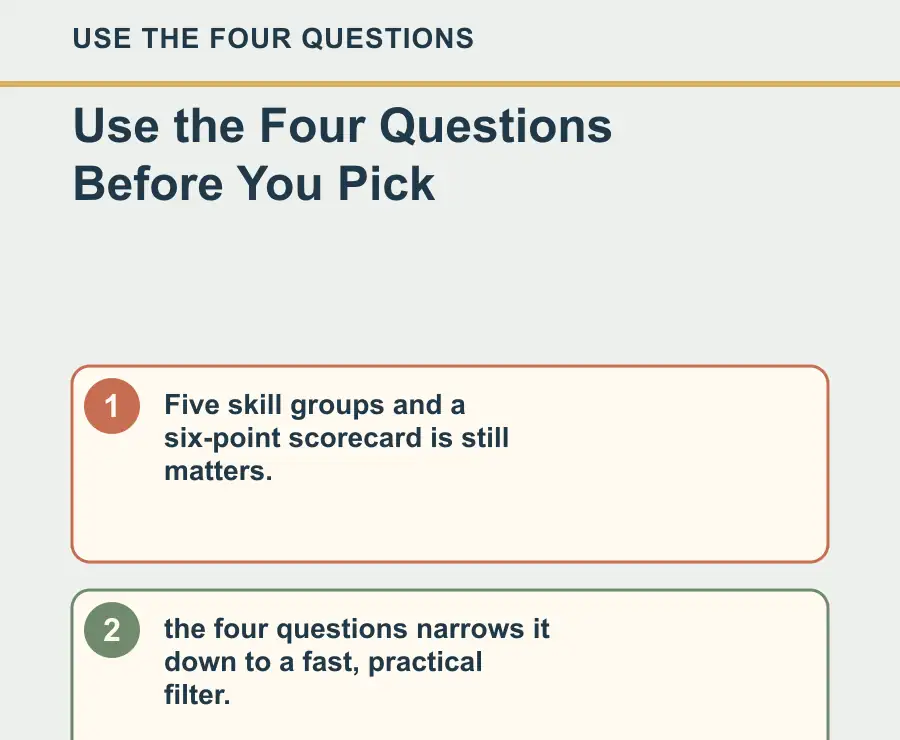 USE THE FOUR QUESTIONS
Use the Four Questions
Before You Pick
1
Five skill groups and a
six-point scorecard is still
matters.
2
the four questions narrows it
down to a fast, practical
filter.